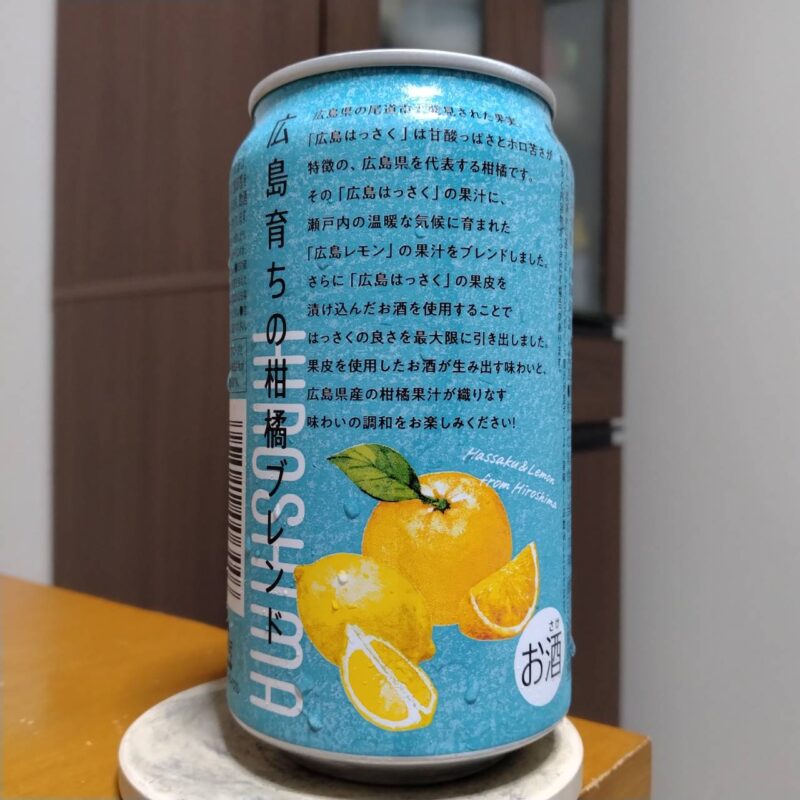 広島育ちの柑橘ブレンド
HIROSHIMA
広島県の尾道市で発見された果実
「広島はっさく」は甘酸っぱさとホロ苦さが
特徴の、広島県を代表する柑橘です。
その「広島はっさく」の果汁に、
瀬戸内の温暖な気候に育まれた
「広島レモン」の果汁をブレンドしました。
さらに「広島はっさく」の果皮を
漬け込んだお酒を使用することで
はっさくの良さを最大限に引き出しました。
果皮を使用したお酒が生み出す味わいと、
広島県産の柑橘果汁が織りなす
味わいの調和をお楽しみください!
Hassaku & Lemon
from Hiroshima
さけ
お酒